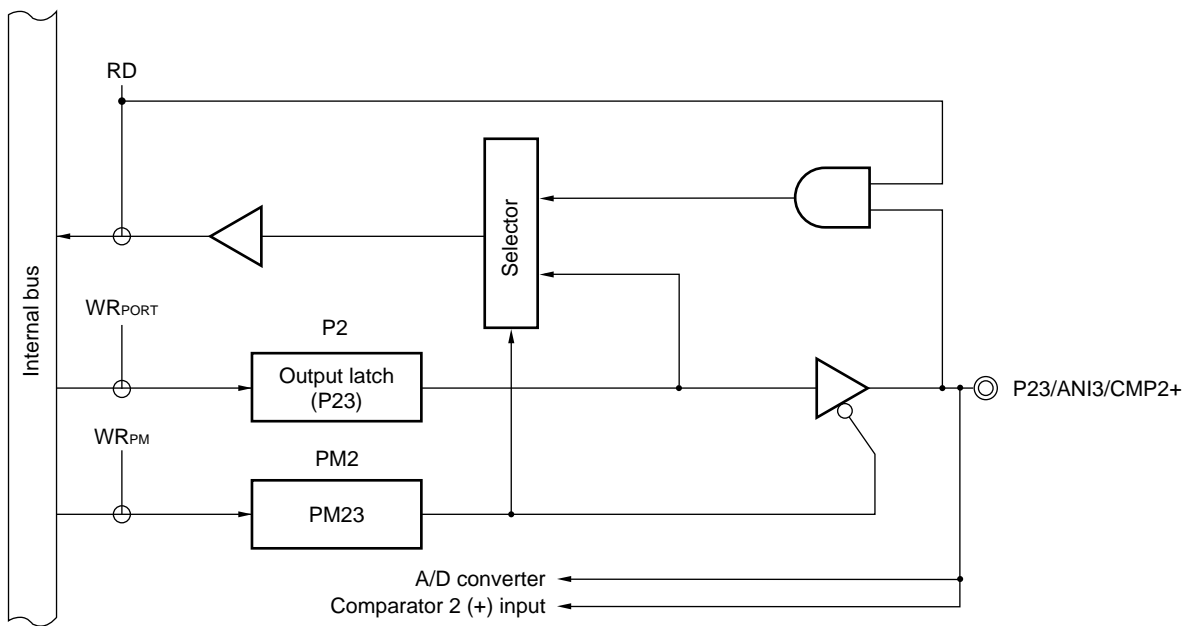 RD
Selector
Internal bus
WRPORT
P2
Output latch
(P23)
P23/ANI3/CMP2+
WRPM
PM2
PM23
A/D converter
Comparator 2 (+) input